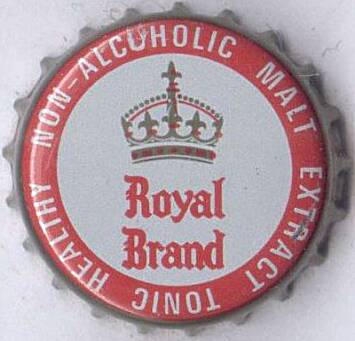 HEALTHY NON-ALCOHOLIC MALT EXTRACT TONIC
Royal
Brand